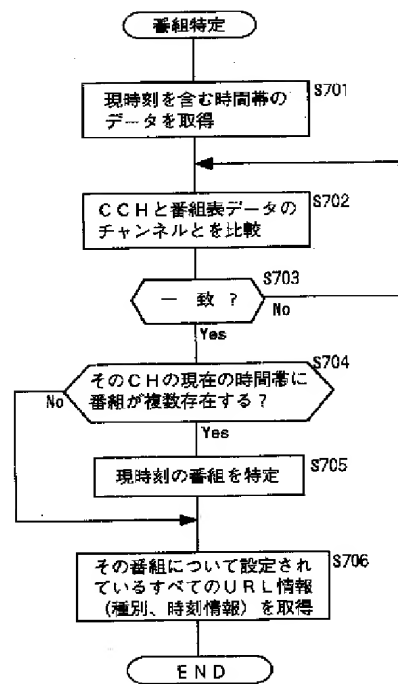 番組特定
S701
現時刻を含む時間帯の
データを取得
S702
CCHと番組表データの
チャンネルとを比較
S703
一 致 ?
No
Yes
S704
そのCHの現在の時間帯に
番組が複数存在する?
No
Yes
S705
現時刻の番組を特定
S706
その番組について設定され
ているすべてのURL情報
(種別、時刻情報)を取得
END